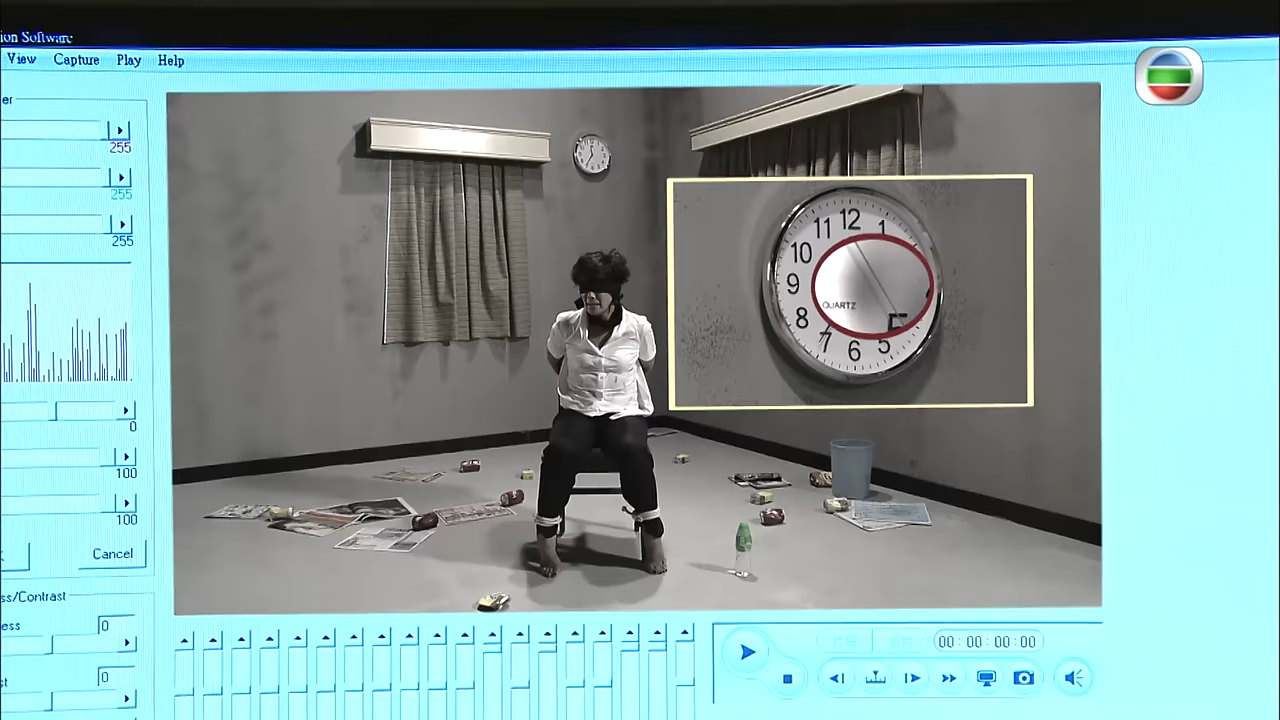 ion Software
View Capture Play Help
er
255
255
255
0
100
100
Cancel
ss/Contrast
ess 0
st 0
12
11 1
10
9
QUARTZ
8
7 5
6
00:00:00:00